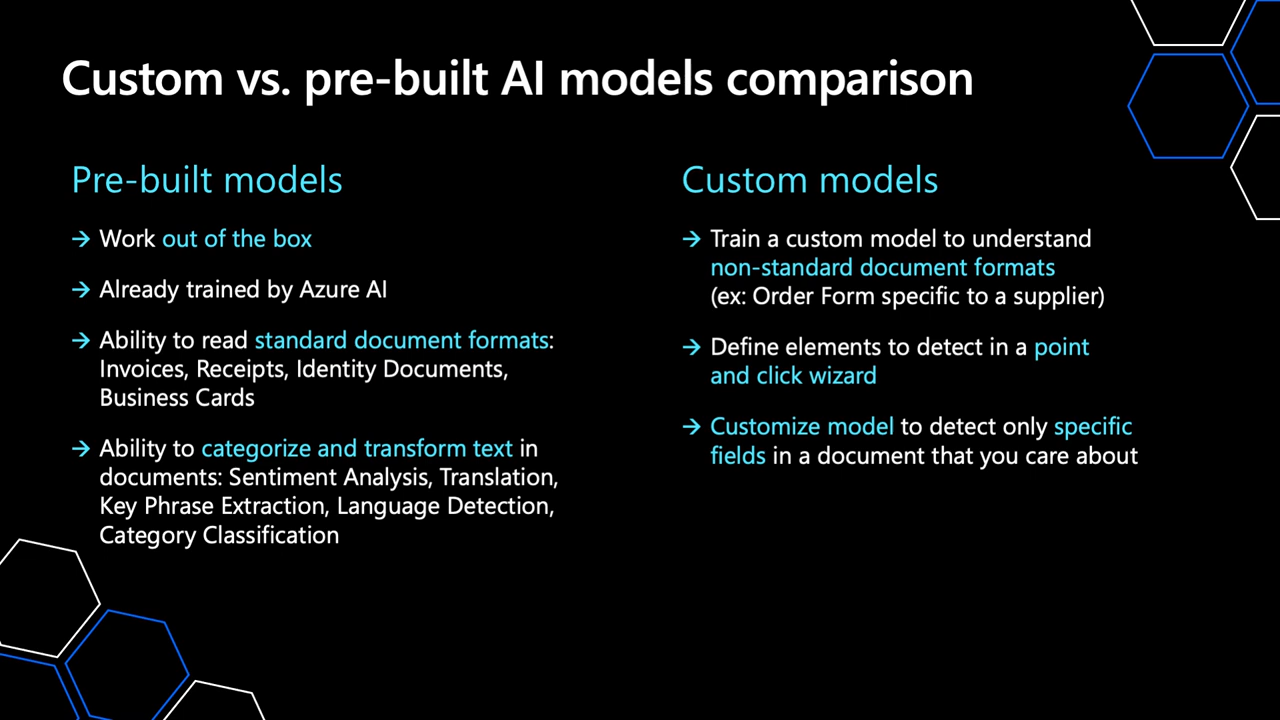 Custom vs. pre-built AI models comparison
Pre-built models
→ Work out of the box
→ Already trained by Azure AI
→ Ability to read standard document formats:
Invoices, Receipts, Identity Documents,
Business Cards
→ Ability to categorize and transform text in
documents: Sentiment Analysis, Translation,
Key Phrase Extraction, Language Detection,
Category Classification
Custom models
→ Train a custom model to understand
non-standard document formats
(ex: Order Form specific to a supplier)
→ Define elements to detect in a point
and click wizard
→ Customize model to detect only specific
fields in a document that you care about